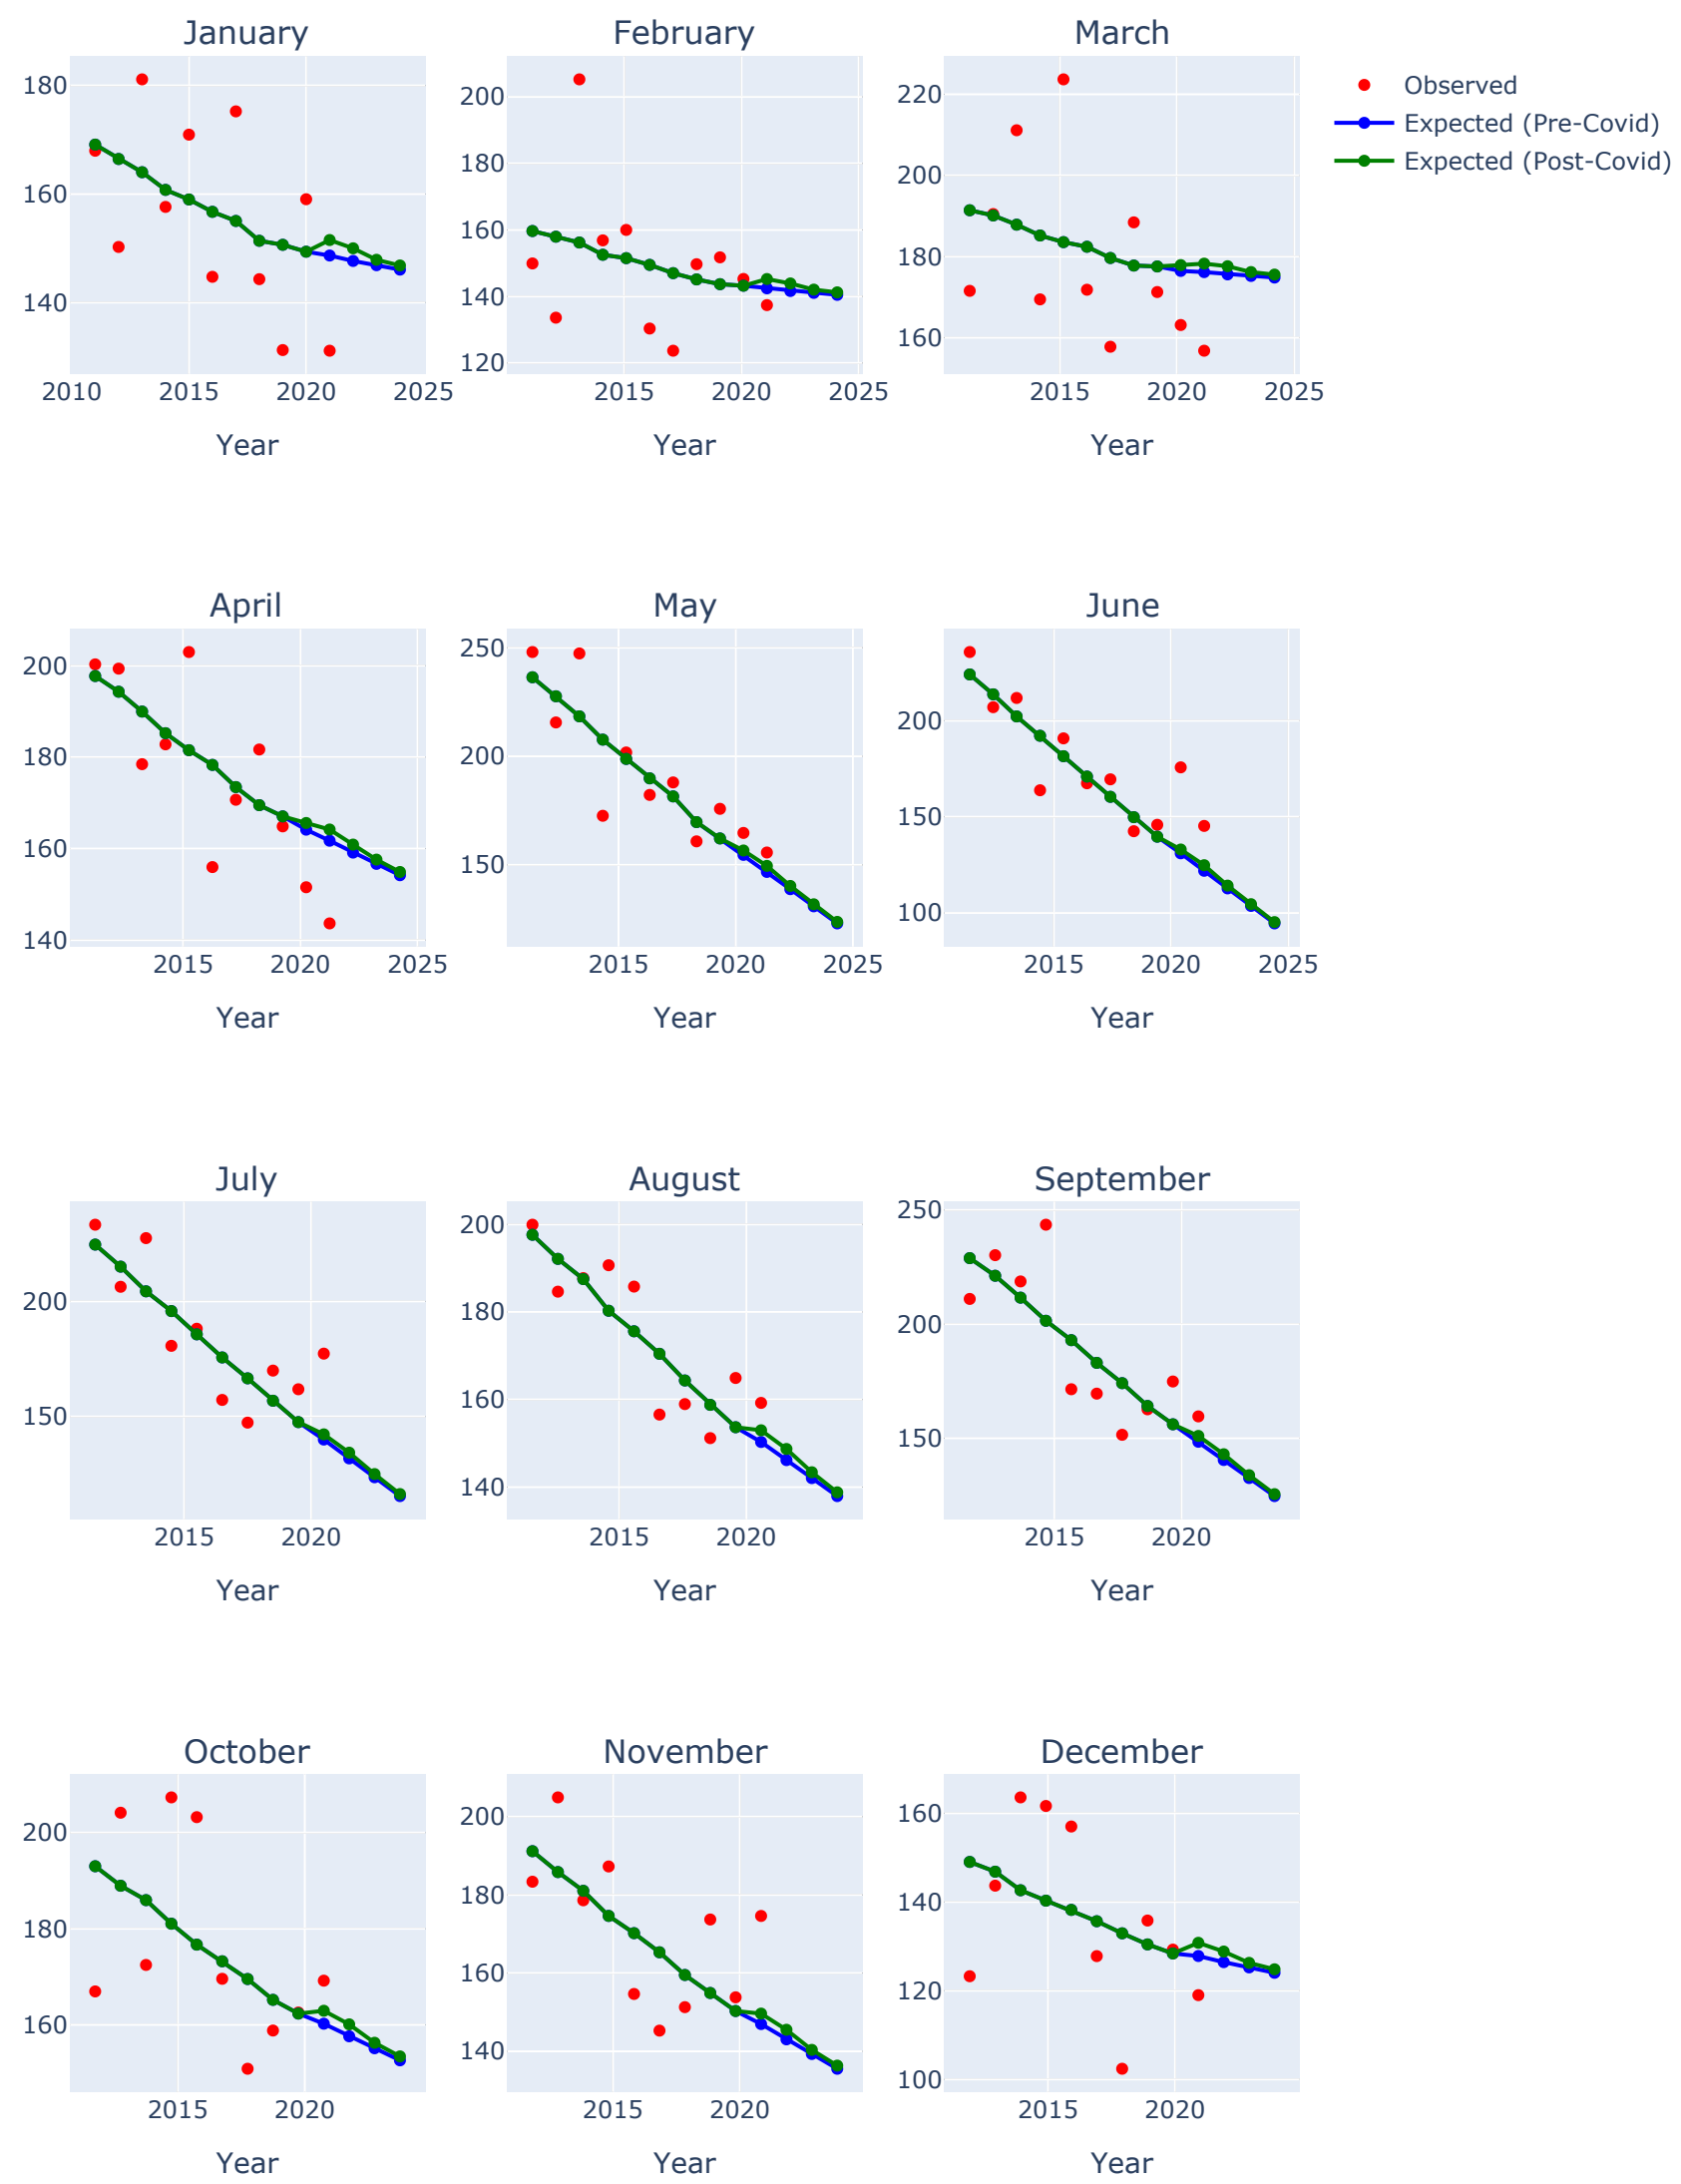 January
February
March
180
160
140
2010 2015 2020 2025
Year
200
180
160
140
120
2015 2020 2025
Year
220
200
180
160
2015 2020 2025
Year
Observed
Expected (Pre-Covid)
Expected (Post-Covid)
April
May
June
200
180
160
140
2015 2020 2025
Year
250
200
150
2015 2020 2025
Year
200
150
100
2015 2020 2025
Year
July
August
September
200
150
2015 2020
Year
200
180
160
140
2015 2020
Year
250
200
150
2015 2020
Year
October
November
December
200
180
160
2015 2020
Year
200
180
160
140
2015 2020
Year
160
140
120
100
2015 2020
Year